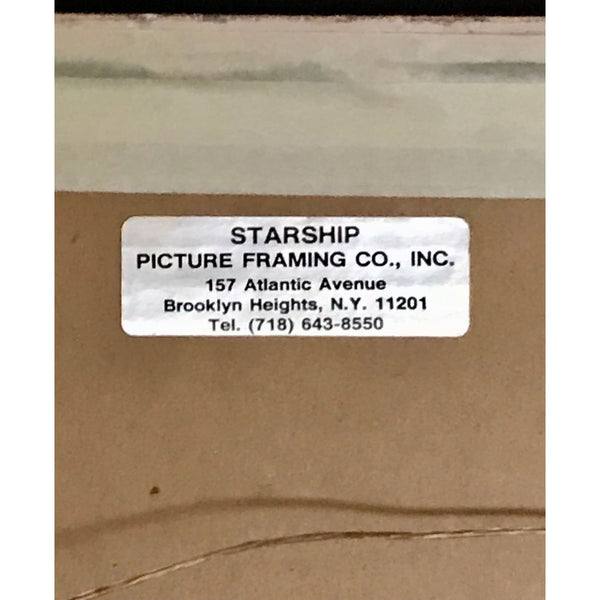 STARSHIP
PICTURE FRAMING CO., INC.
157 Atlantic Avenue
Brooklyn Heights, N.Y. 11201
Tel. (718) 643-8550